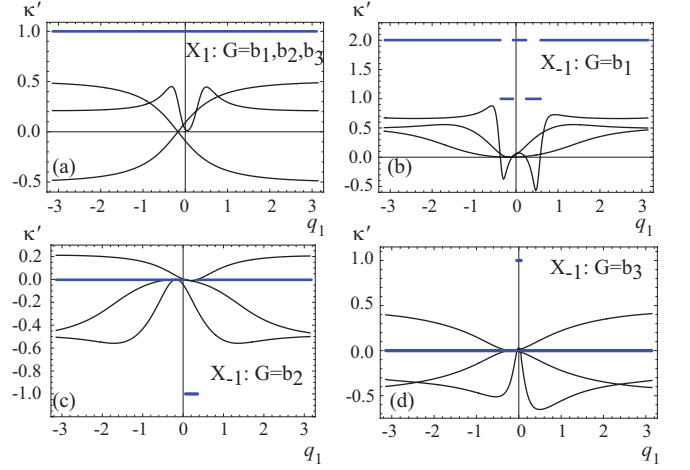 κ′
1.0
0.5
0.0
-0.5
X₁: G=b₁,b₂,b₃
(a)
-3 -2 -1 0 1 2 3 q₁
κ′
2.0
1.5
1.0
0.5
0.0
-0.5
X₋₁: G=b₁
(b)
-3 -2 -1 0 1 2 3 q₁
κ′
0.2
0.0
-0.2
-0.4
-0.6
-0.8
-1.0
X₋₁: G=b₂
(c)
-3 -2 -1 0 1 2 3 q₁
κ′
1.0
0.5
0.0
-0.5
X₋₁: G=b₃
(d)
-3 -2 -1 0 1 2 3 q₁